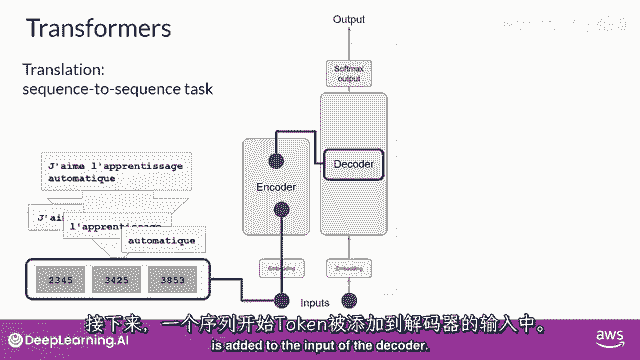 Transformers
Output
Translation:
sequence-to-sequence task
Softmax
output
J'aime l'apprentissage
automatique
Decoder
Encoder
l'apprentissage
automatique
Embedding
Embedding
2345
3425
3853
Inputs
接下来，一个序列开始Token被添加到解码器的输入中。
is added to the input of the decoder.
DeepLearning.AI
aws